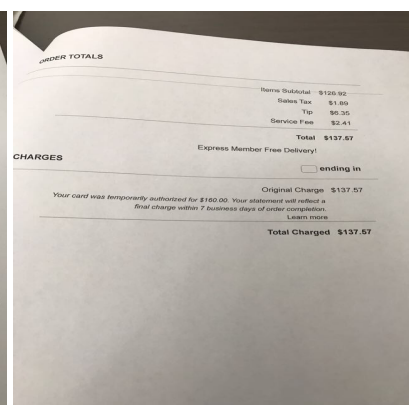 ORDER TOTALS
Items Subtotal $126.92
Sales Tax $1.89
Tip $6.35
Service Fee $2.41
Total $137.57
Express Member Free Delivery!
CHARGES
ending in
Original Charge $137.57
Your card was temporarily authorized for $160.00. Your statement will reflect a
final charge within 7 business days of order completion.
Learn more
Total Charged $137.57